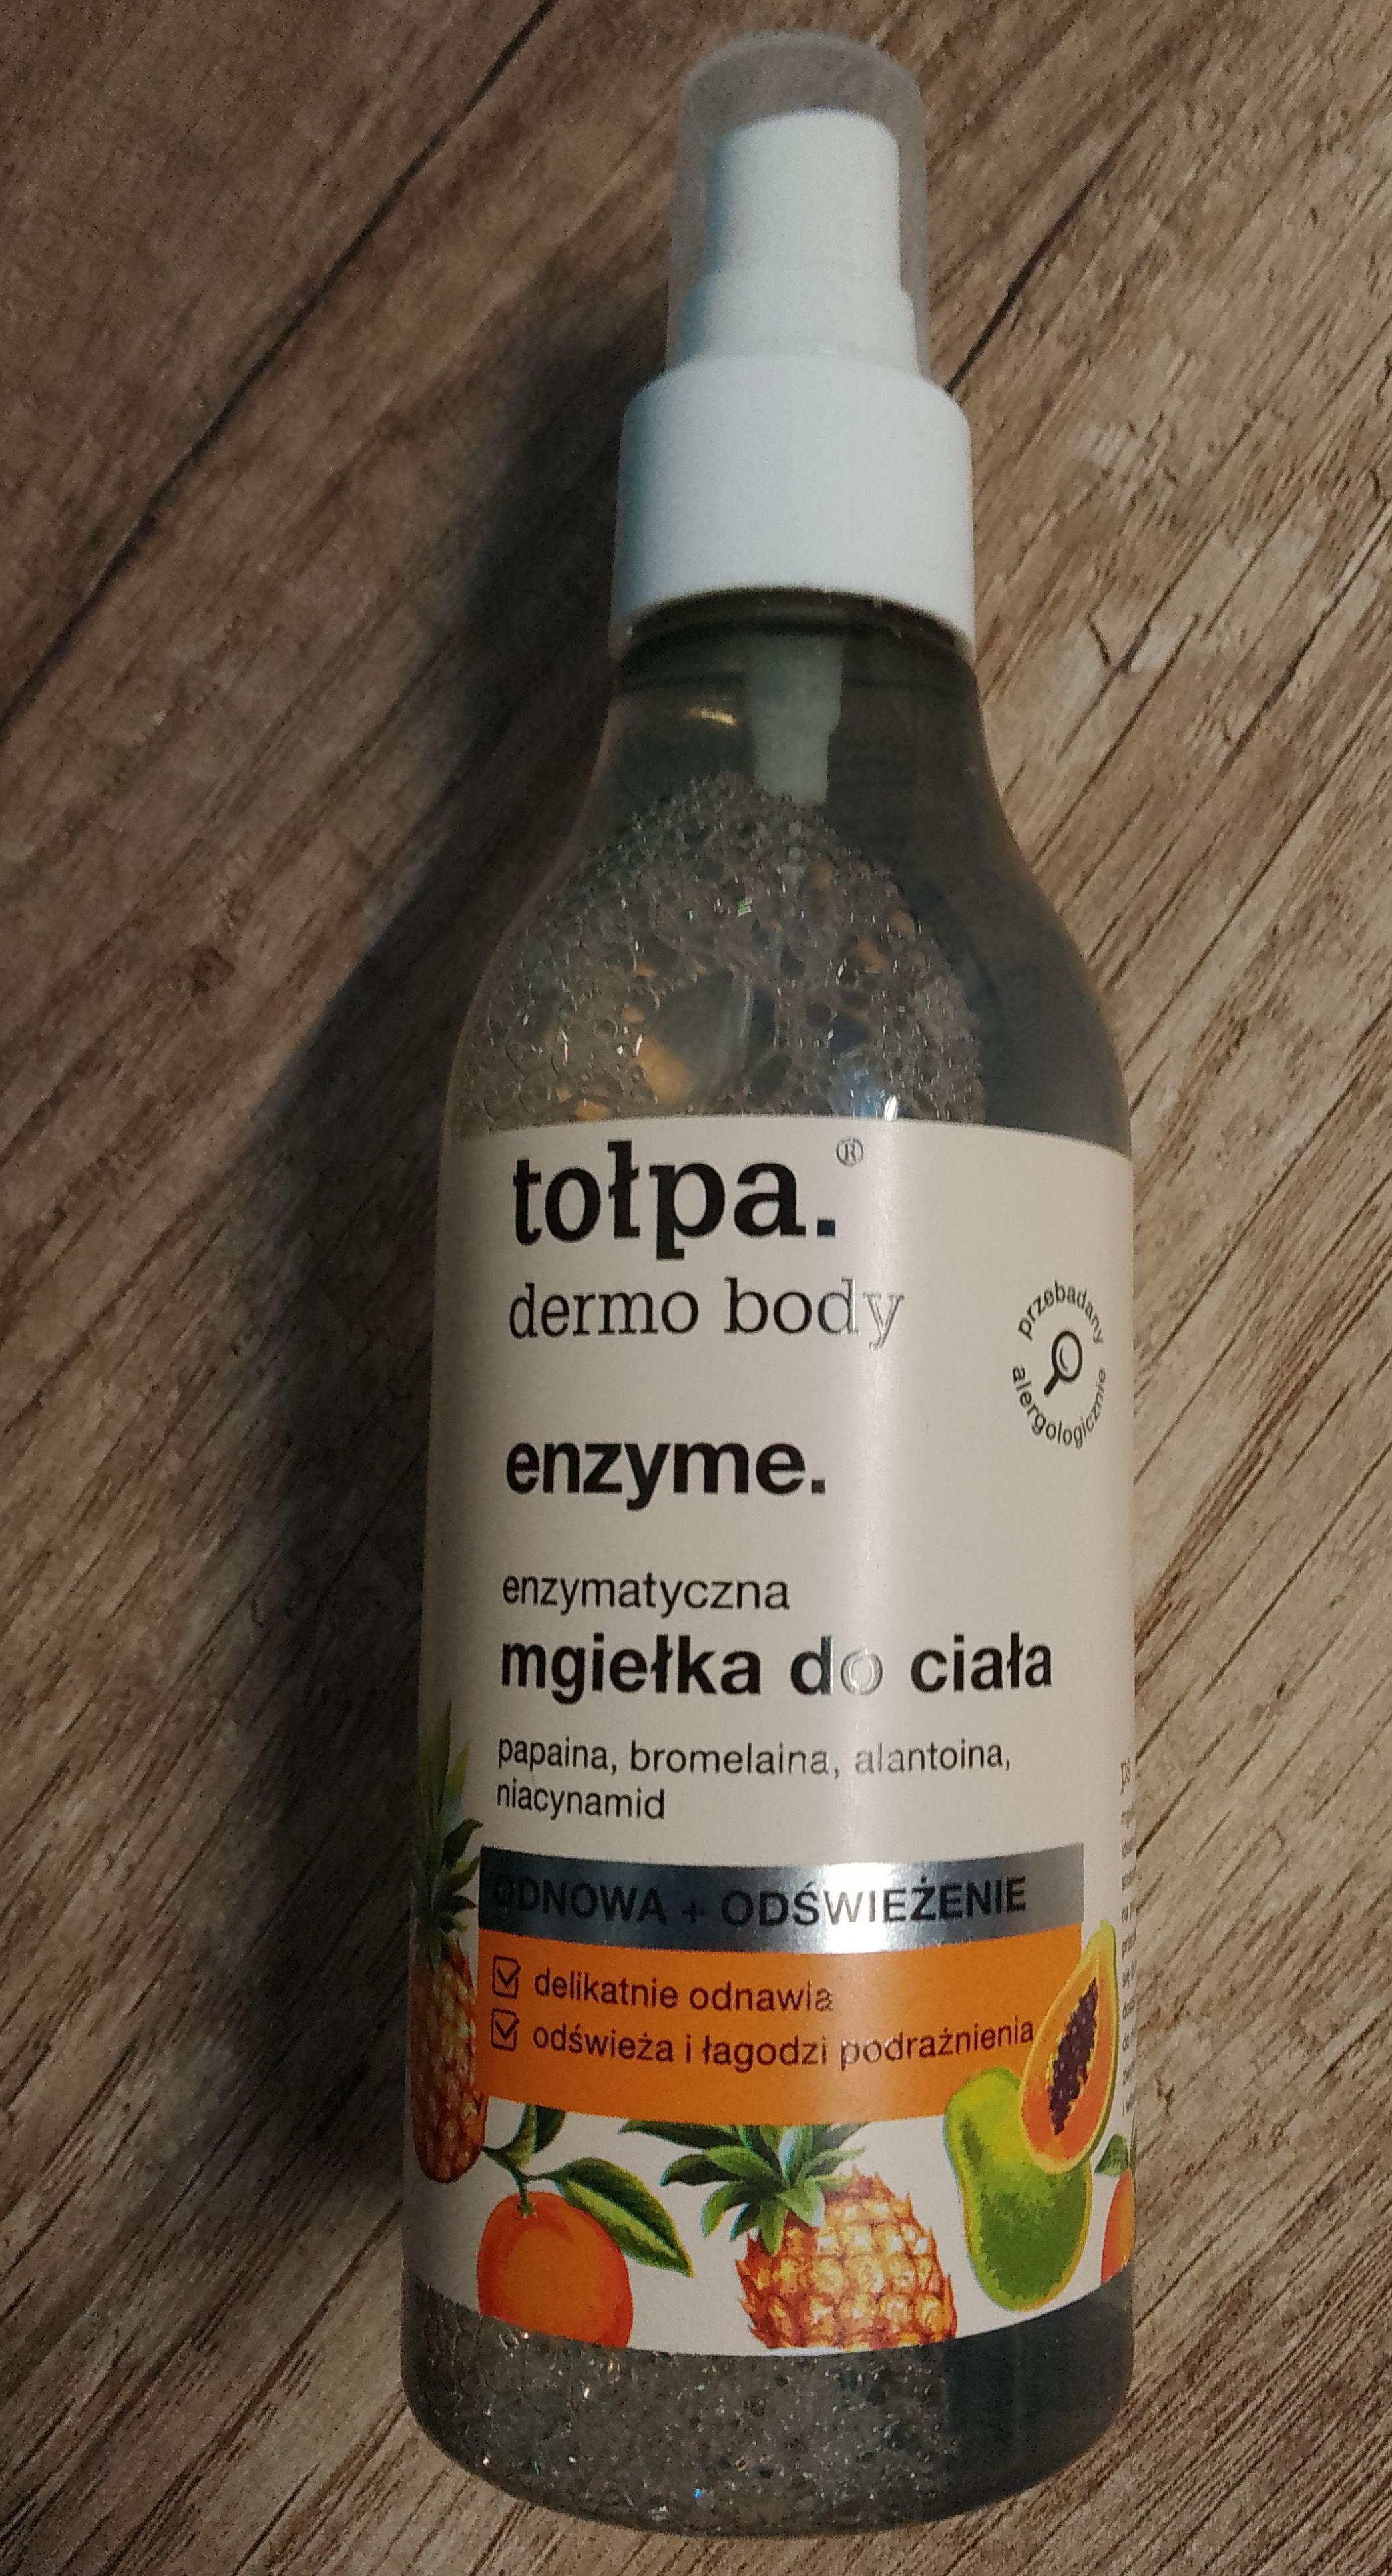 tołpa.®
dermo body
przebadany
alergologicznie
enzyme.
enzymatyczna
mgiełka do ciała
papaina, bromelaina, alantoina,
niacynamid
ODNOWA + ODŚWIEŻENIE
delikatnie odnawia
odświeża i łagodzi podrażnienia